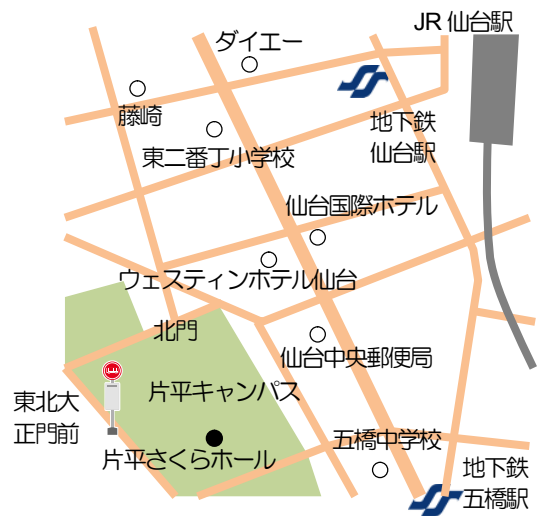 JR 仙台駅
ダイエー
藤崎
地下鉄
仙台駅
東二番丁小学校
仙台国際ホテル
ウェスティンホテル仙台
北門
仙台中央郵便局
東北大
正門前
片平キャンパス
五橋中学校
片平さくらホール
地下鉄
五橋駅